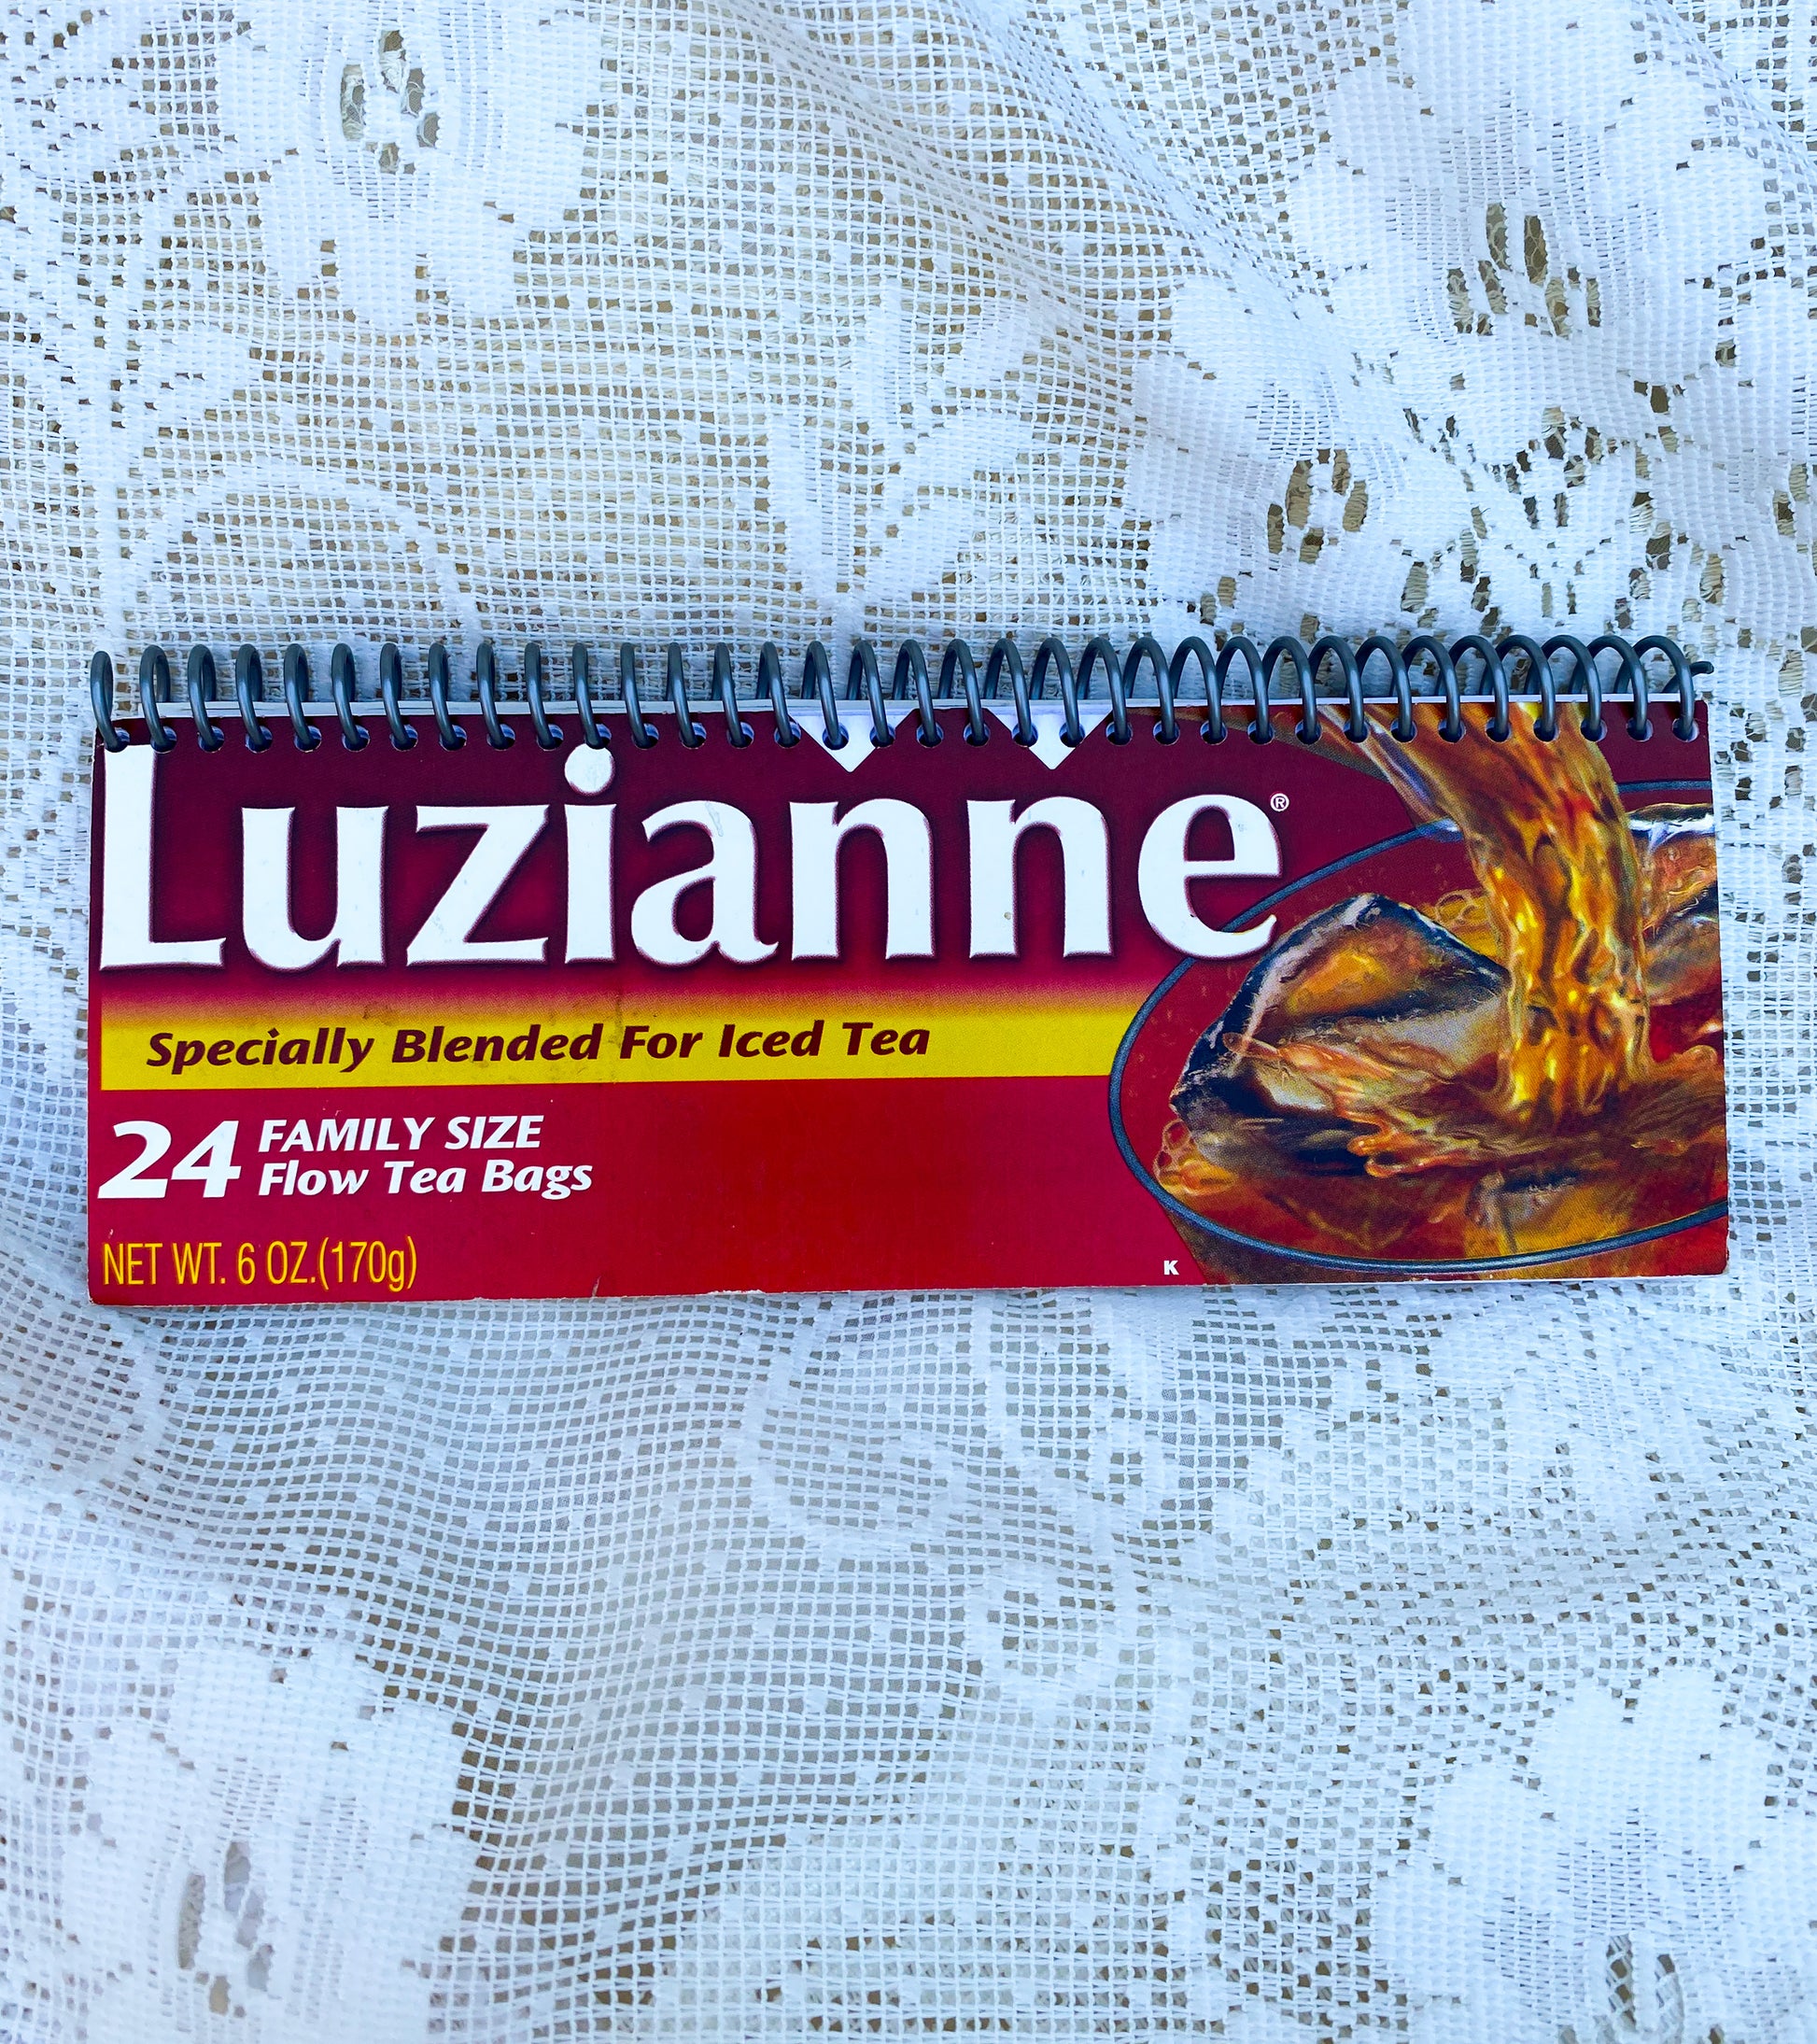 Luzianne®
Specially Blended For Iced Tea
24 FAMILY SIZE
Flow Tea Bags
NET WT. 6 OZ.(170g)
K